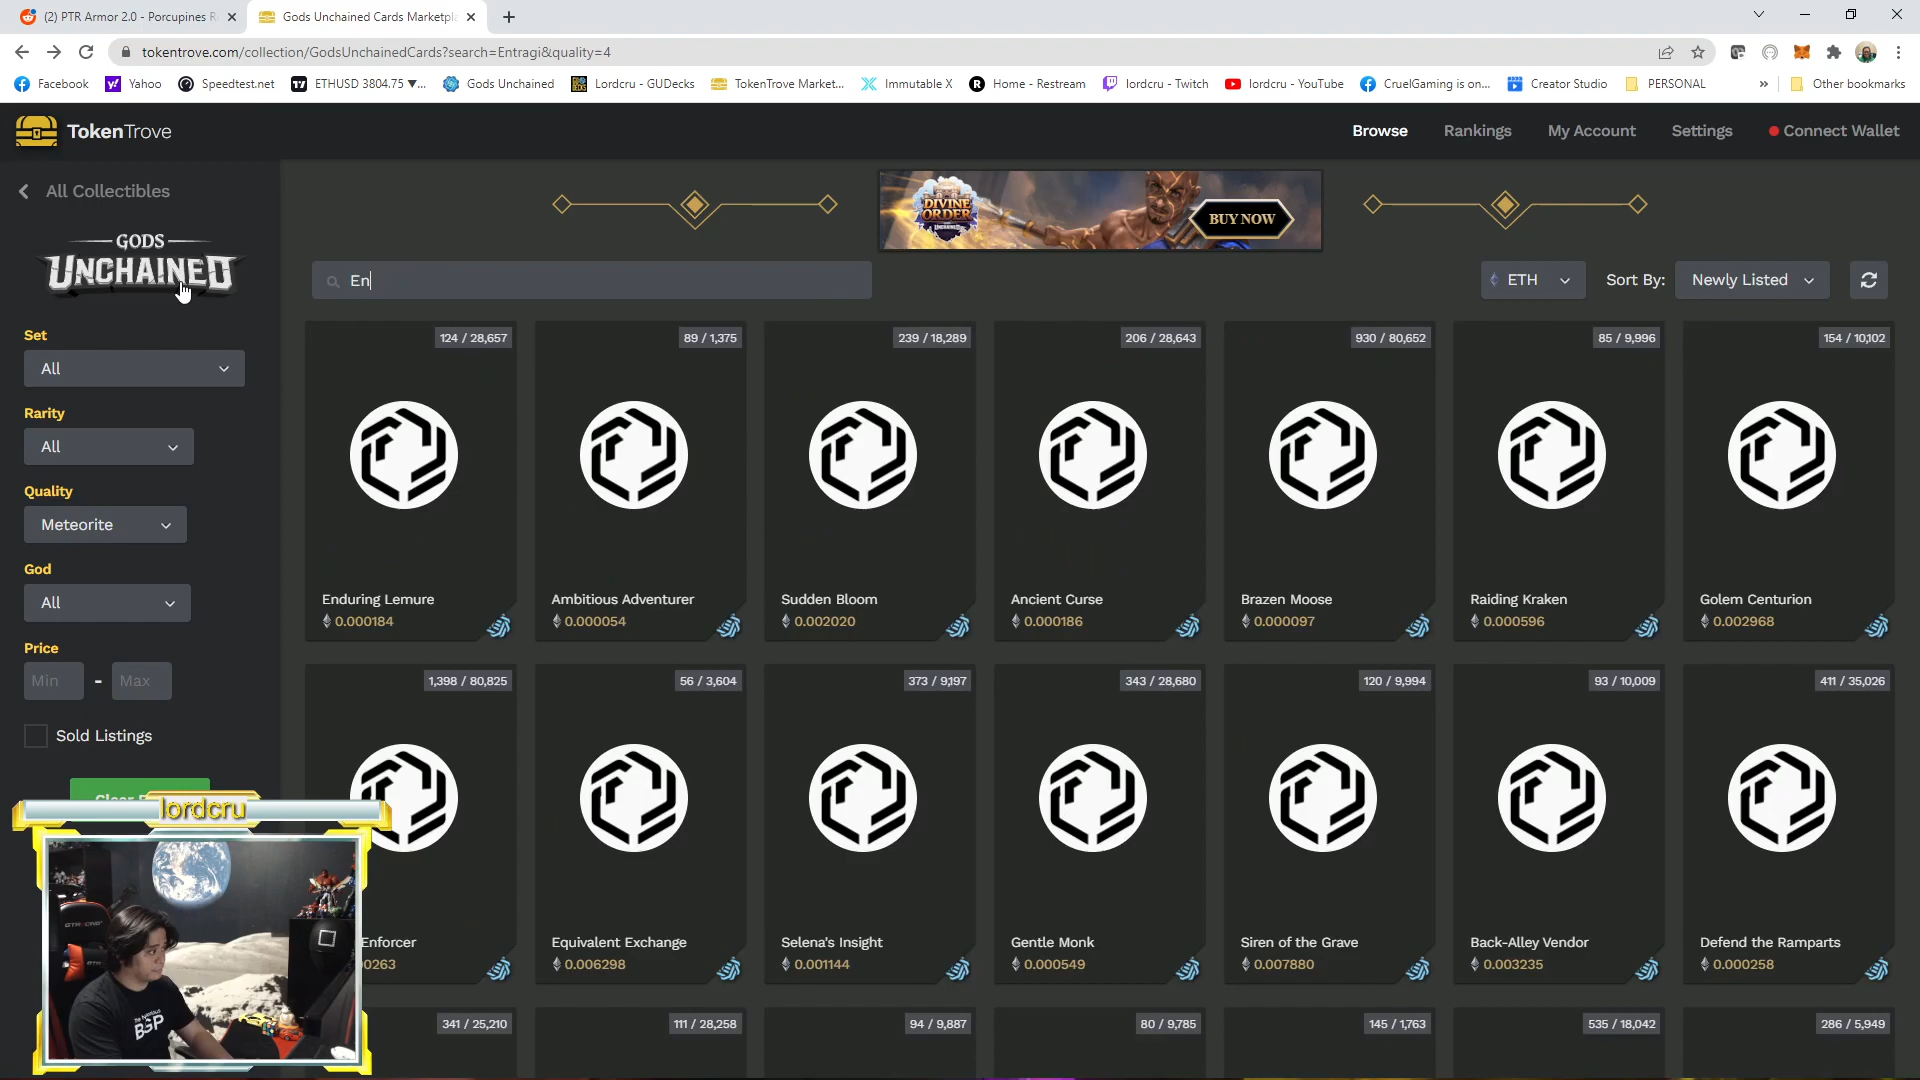 (2) PTR Armor 2.0 - Porcupines R
Gods Unchained Cards Marketpla
tokentrove.com/collection/GodsUnchainedCards?search=Entragi&quality=4
Facebook Yahoo Speedtest.net ETHUSD 3804.75 ▼... Gods Unchained Lordcru - GUDecks TokenTrove Market... Immutable X Home - Restream lordcru - Twitch lordcru - YouTube CruelGaming is on... Creator Studio PERSONAL » Other bookmarks
TokenTrove
Browse Rankings My Account Settings Connect Wallet
All Collectibles
GODS
UNCHAINED
DIVINE
ORDER
BUY NOW
En
ETH
Sort By: Newly Listed
Set
All
Rarity
All
Quality
Meteorite
God
All
Price
Min - Max
Sold Listings
124 / 28,657
Enduring Lemure
0.000184
89 / 1,375
Ambitious Adventurer
0.000054
239 / 18,289
Sudden Bloom
0.002020
206 / 28,643
Ancient Curse
0.000186
930 / 80,652
Brazen Moose
0.000097
85 / 9,996
Raiding Kraken
0.000596
154 / 10,102
Golem Centurion
0.002968
1,398 / 80,825
Enforcer
0263
56 / 3,604
Equivalent Exchange
0.006298
373 / 9,197
Selena's Insight
0.001144
343 / 28,680
Gentle Monk
0.000549
120 / 9,994
Siren of the Grave
0.007880
93 / 10,009
Back-Alley Vendor
0.003235
411 / 35,026
Defend the Ramparts
0.000258
341 / 25,210
111 / 28,258
94 / 9,887
80 / 9,785
145 / 1,763
535 / 18,042
286 / 5,949
lordcru
BGP